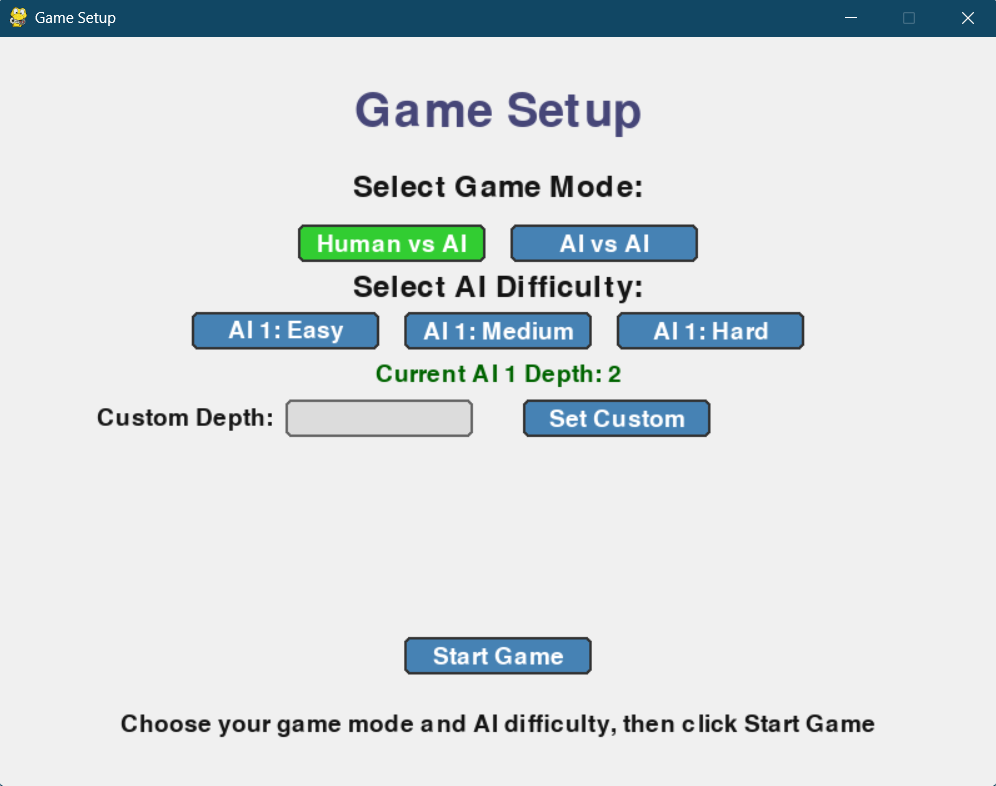 Game Setup
Game Setup
Select Game Mode:
Human vs AI AI vs AI
Select AI Difficulty:
AI 1: Easy AI 1: Medium AI 1: Hard
Current AI 1 Depth: 2
Custom Depth: Set Custom
Start Game
Choose your game mode and AI difficulty, then click Start Game